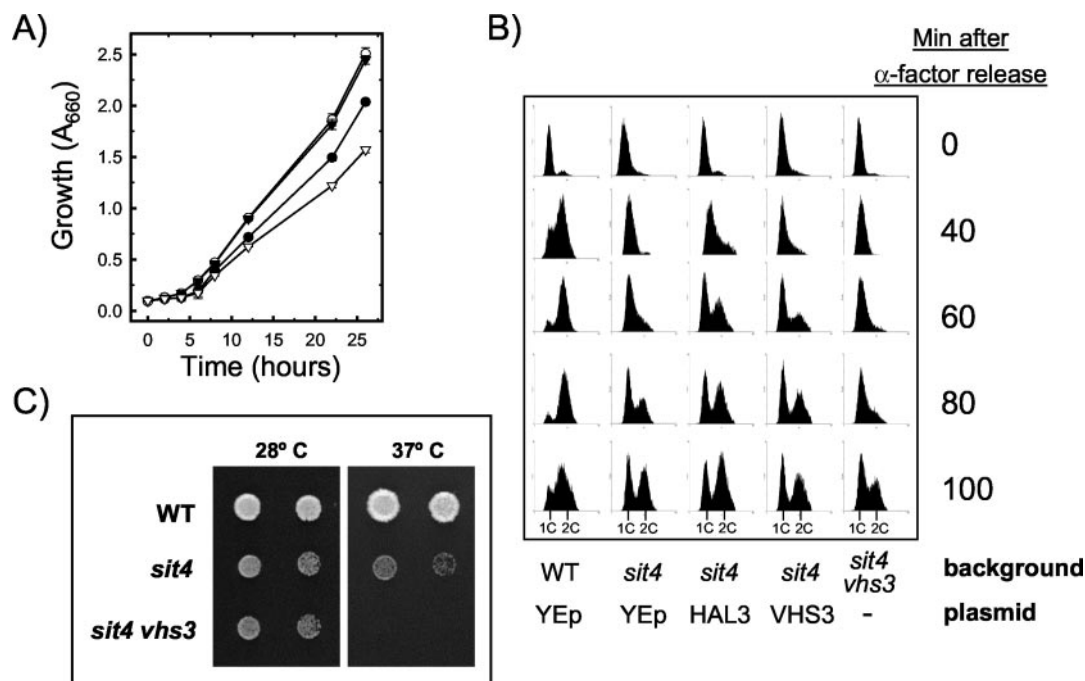 A)
Growth (A660)
2.5
2.0
1.5
1.0
0.5
0.0
0 5 10 15 20 25
Time (hours)
B)
Min after
α-factor release
0
40
60
80
100
1C 2C 1C 2C 1C 2C 1C 2C 1C 2C
WT sit4 sit4 sit4 sit4 vhs3 background
YEp YEp HAL3 VHS3 - plasmid
C)
28º C 37º C
WT
sit4
sit4 vhs3